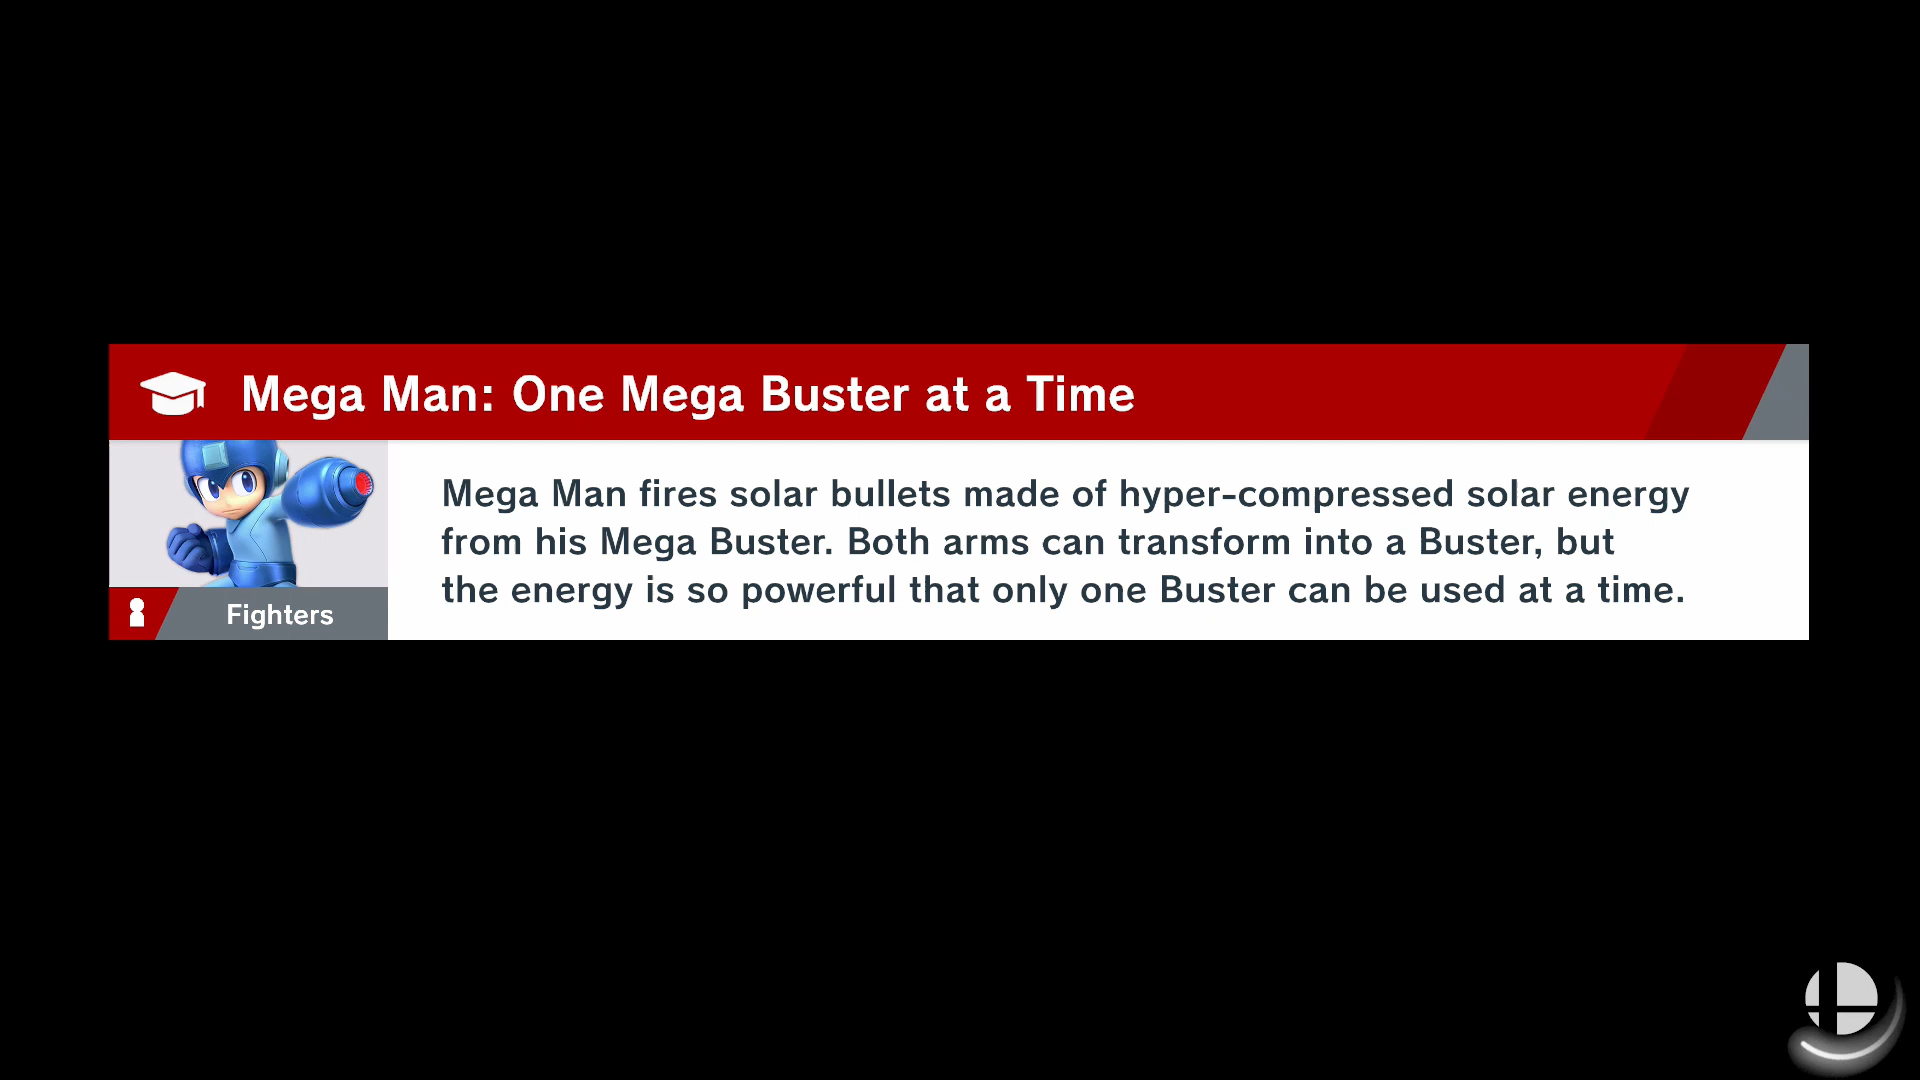 Mega Man: One Mega Buster at a Time
Mega Man fires solar bullets made of hyper-compressed solar energy
from his Mega Buster. Both arms can transform into a Buster, but
the energy is so powerful that only one Buster can be used at a time.
Fighters